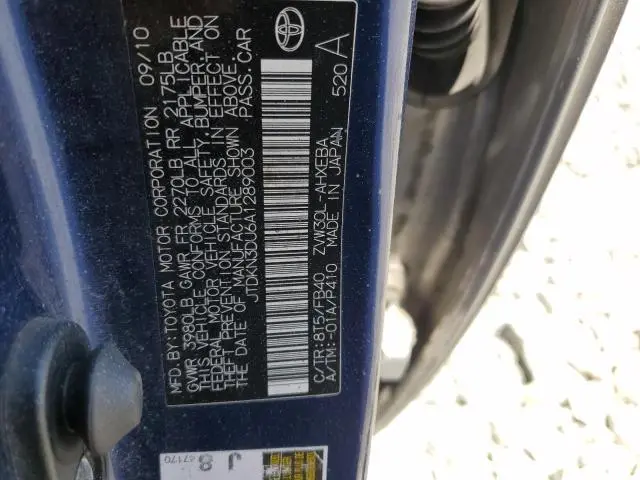 MFD. BY: TOYOTA MOTOR CORPORATION 09/10
GVWR 3980LB GAWR FR 2270LB RR 2175LB
THIS VEHICLE CONFORMS TO ALL APPLICABLE
FEDERAL MOTOR VEHICLE SAFETY, BUMPER, AND
THEFT PREVENTION STANDARDS IN EFFECT ON
THE DATE OF MANUFACTURE SHOWN ABOVE.
JTDKN3DU6A1289003 PASS. CAR
C/TR: 8T5/FB40 ZVW30L-AHXEBA 520 A
A/TM: -01A/P410 MADE IN JAPAN